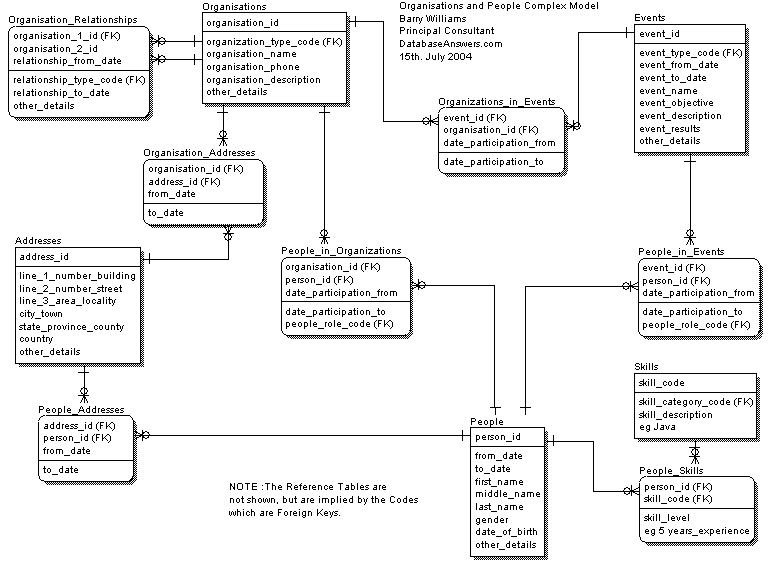 Organisations and People Complex Model
Barry Williams
Principal Consultant
DatabaseAnswers.com
15th. July 2004
Organisation_Relationships
organisation_1_id (FK)
organisation_2_id
relationship_from_date
relationship_type_code (FK)
relationship_to_date
other_details
Organisations
organisation_id
organization_type_code (FK)
organisation_name
organisation_phone
organisation_description
other_details
Events
event_id
event_type_code (FK)
event_from_date
event_to_date
event_name
event_objective
event_description
event_results
other_details
Organizations_in_Events
event_id (FK)
organisation_id (FK)
date_participation_from
date_participation_to
Organisation_Addresses
organisation_id (FK)
address_id (FK)
from_date
to_date
Addresses
address_id
line_1_number_building
line_2_number_street
line_3_area_locality
city_town
state_province_county
country
other_details
People_in_Organizations
organisation_id (FK)
person_id (FK)
date_participation_from
date_participation_to
people_role_code (FK)
People_in_Events
event_id (FK)
person_id (FK)
date_participation_from
date_participation_to
people_role_code (FK)
People_Addresses
address_id (FK)
person_id (FK)
from_date
to_date
Skills
skill_code
skill_category_code (FK)
skill_description
eg Java
People
person_id
from_date
to_date
first_name
middle_name
last_name
gender
date_of_birth
other_details
People_Skills
person_id (FK)
skill_code (FK)
skill_level
eg 5 years_experience
NOTE :The Reference Tables are
not shown, but are implied by the Codes
which are Foreign Keys.